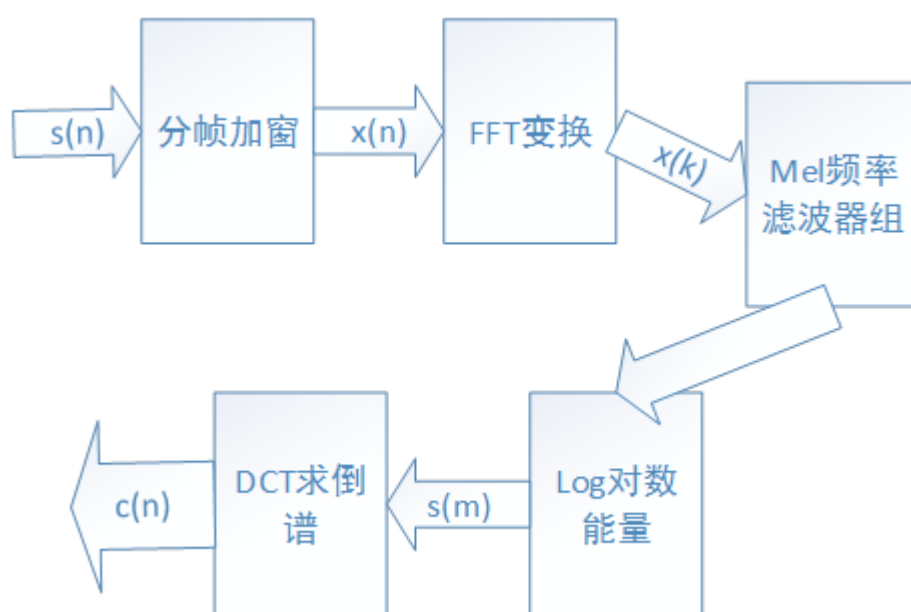 s(n)
分帧加窗
x(n)
FFT变换
x(k)
Mel频率
滤波器组
Log对数
能量
s(m)
DCT求倒
谱
c(n)